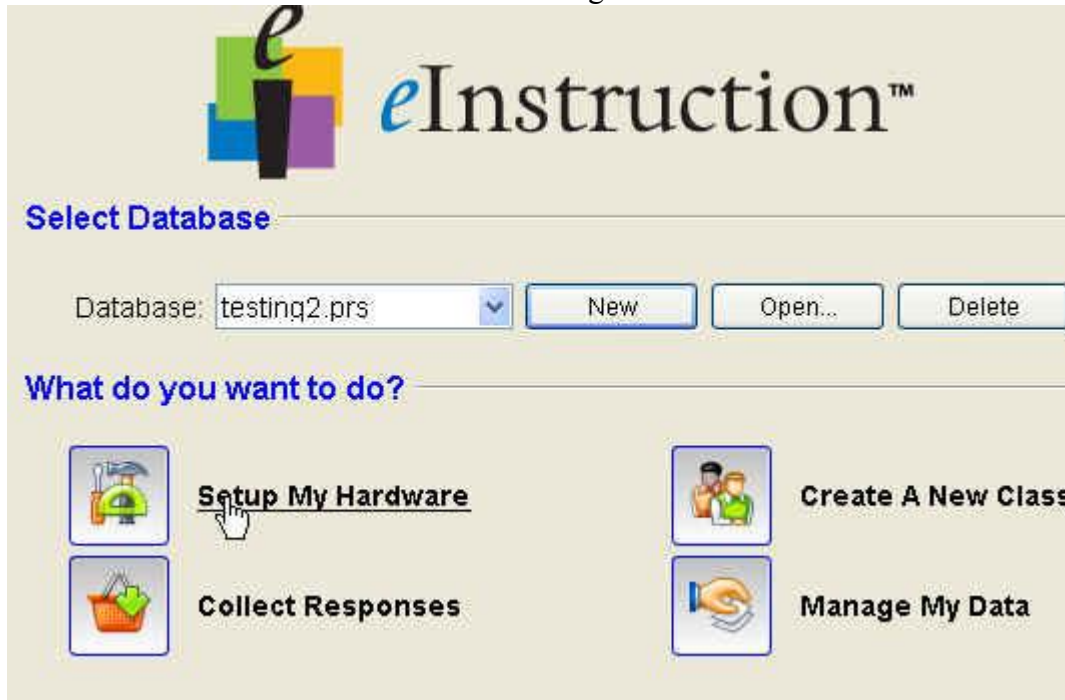 e
eInstruction™
Select Database
Database: testing2.prs New Open... Delete
What do you want to do?
Setup My Hardware Create A New Class
Collect Responses Manage My Data